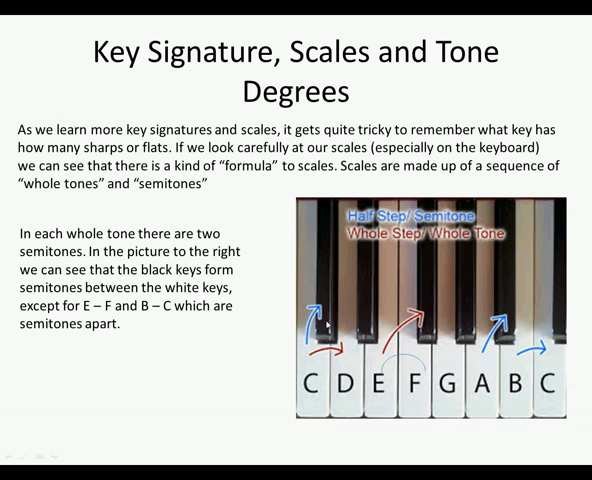 Key Signature, Scales and Tone
Degrees
As we learn more key signatures and scales, it gets quite tricky to remember what key has
how many sharps or flats. If we look carefully at our scales (especially on the keyboard)
we can see that there is a kind of “formula” to scales. Scales are made up of a sequence of
“whole tones” and “semitones”
In each whole tone there are two
semitones. In the picture to the right
we can see that the black keys form
semitones between the white keys,
except for E – F and B – C which are
semitones apart.
Half Step/ Semitone
Whole Step/ Whole Tone
C D E F G A B C